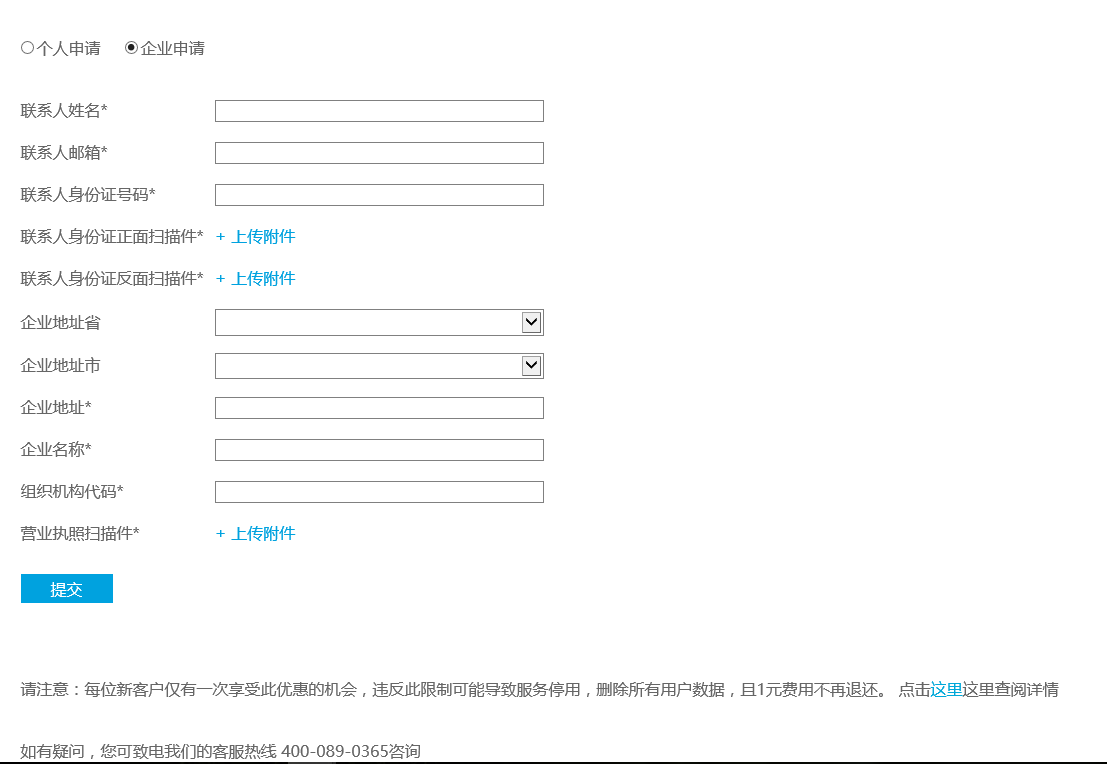 个人申请 企业申请
联系人姓名*
联系人邮箱*
联系人身份证号码*
联系人身份证正面扫描件* + 上传附件
联系人身份证反面扫描件* + 上传附件
企业地址省
企业地址市
企业地址*
企业名称*
组织机构代码*
营业执照扫描件* + 上传附件
提交
请注意：每位新客户仅有一次享受此优惠的机会，违反此限制可能导致服务停用，删除所有用户数据，且1元费用不再退还。 点击这里这里查阅详情
如有疑问，您可致电我们的客服热线 400-089-0365咨询